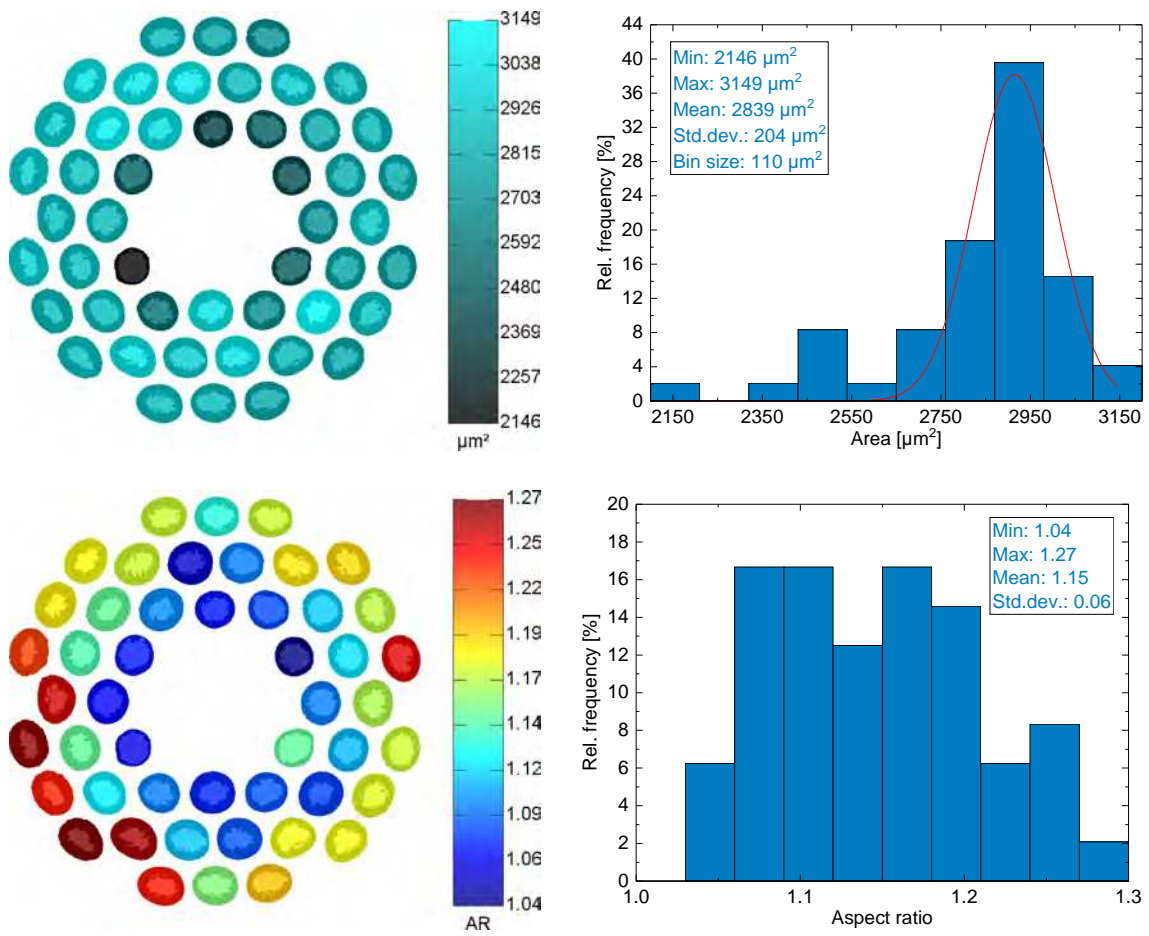 3149
3038
2926
2815
2703
2592
2480
2369
2257
2146
µm²
44
40
36
32
28
24
20
16
12
8
4
0
Rel. frequency [%]
Min: 2146 µm²
Max: 3149 µm²
Mean: 2839 µm²
Std.dev.: 204 µm²
Bin size: 110 µm²
2150 2350 2550 2750 2950 3150
Area [µm²]
1.27
1.25
1.22
1.19
1.17
1.14
1.12
1.09
1.06
1.04
AR
20
18
16
14
12
10
8
6
4
2
0
Rel. frequency [%]
Min: 1.04
Max: 1.27
Mean: 1.15
Std.dev.: 0.06
1.0 1.1 1.2 1.3
Aspect ratio